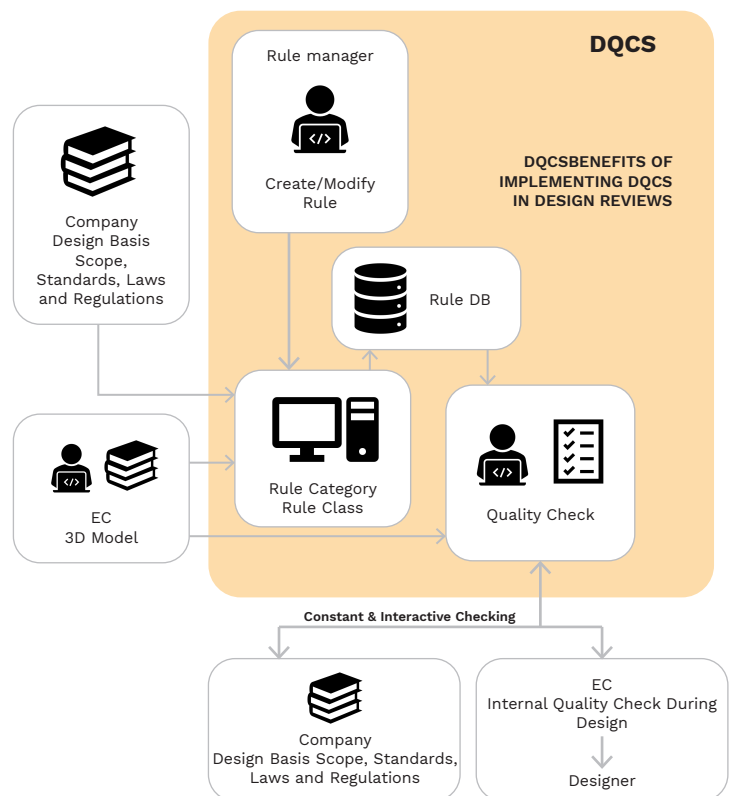 DQCS
DQCSBENEFITS OF
IMPLEMENTING DQCS
IN DESIGN REVIEWS
Rule manager
</>
Create/Modify
Rule
Company
Design Basis
Scope,
Standards, Laws
and Regulations
Rule DB
Rule Category
Rule Class
</>
EC
3D Model
</>
Quality Check
Constant & Interactive Checking
Company
Design Basis Scope, Standards,
Laws and Regulations
EC
Internal Quality Check During
Design
Designer